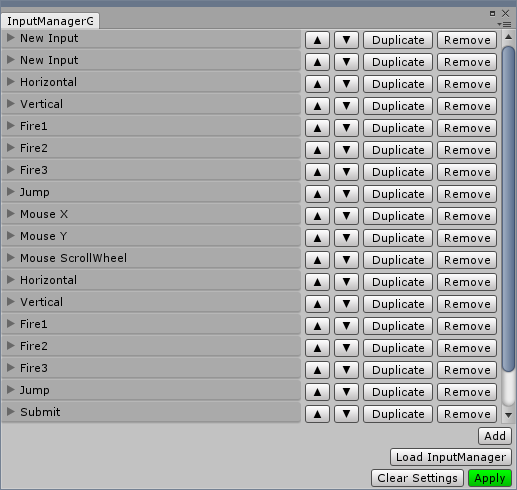 InputManagerG
New Input ▲ ▼ Duplicate Remove
New Input ▲ ▼ Duplicate Remove
Horizontal ▲ ▼ Duplicate Remove
Vertical ▲ ▼ Duplicate Remove
Fire1 ▲ ▼ Duplicate Remove
Fire2 ▲ ▼ Duplicate Remove
Fire3 ▲ ▼ Duplicate Remove
Jump ▲ ▼ Duplicate Remove
Mouse X ▲ ▼ Duplicate Remove
Mouse Y ▲ ▼ Duplicate Remove
Mouse ScrollWheel ▲ ▼ Duplicate Remove
Horizontal ▲ ▼ Duplicate Remove
Vertical ▲ ▼ Duplicate Remove
Fire1 ▲ ▼ Duplicate Remove
Fire2 ▲ ▼ Duplicate Remove
Fire3 ▲ ▼ Duplicate Remove
Jump ▲ ▼ Duplicate Remove
Submit ▲ ▼ Duplicate Remove
Add
Load InputManager
Clear Settings Apply